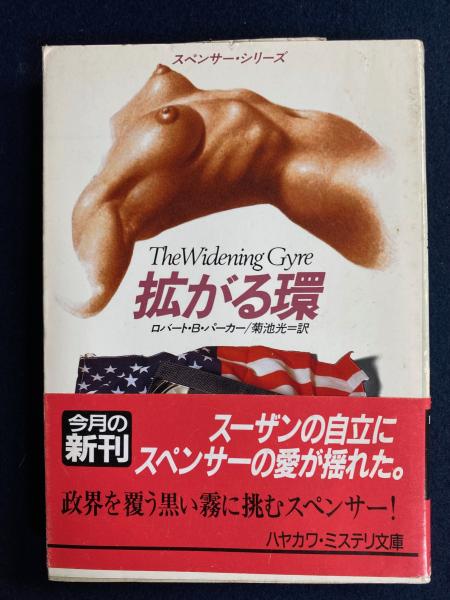 スペンサー・シリーズ
The Widening Gyre
拡がる環
ロバート・B・パーカー/菊池光=訳
今月の
新刊
スーザンの自立に
スペンサーの愛が揺れた。
政界を覆う黒い霧に挑むスペンサー!
ハヤカワ・ミステリ文庫